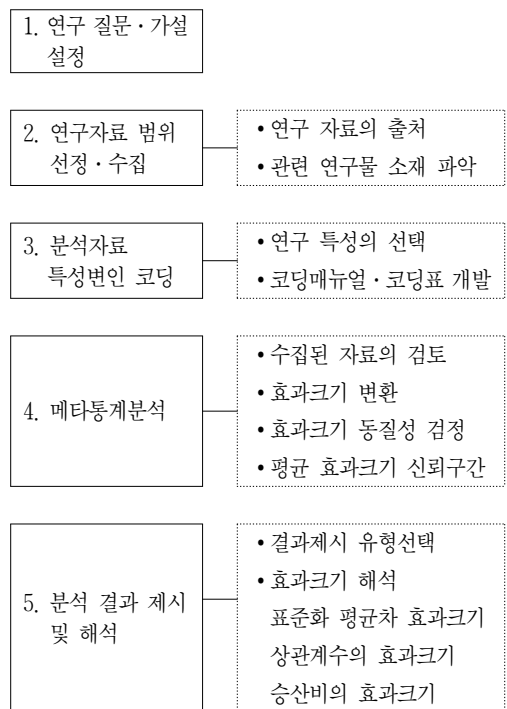 1. 연구 질문･가설
설정
2. 연구자료 범위
선정･수집
•연구 자료의 출처
•관련 연구물 소재 파악
3. 분석자료
특성변인 코딩
•연구 특성의 선택
•코딩매뉴얼･코딩표 개발
4. 메타통계분석
•수집된 자료의 검토
•효과크기 변환
•효과크기 동질성 검정
•평균 효과크기 신뢰구간
5. 분석 결과 제시
및 해석
•결과제시 유형선택
•효과크기 해석
표준화 평균차 효과크기
상관계수의 효과크기
승산비의 효과크기